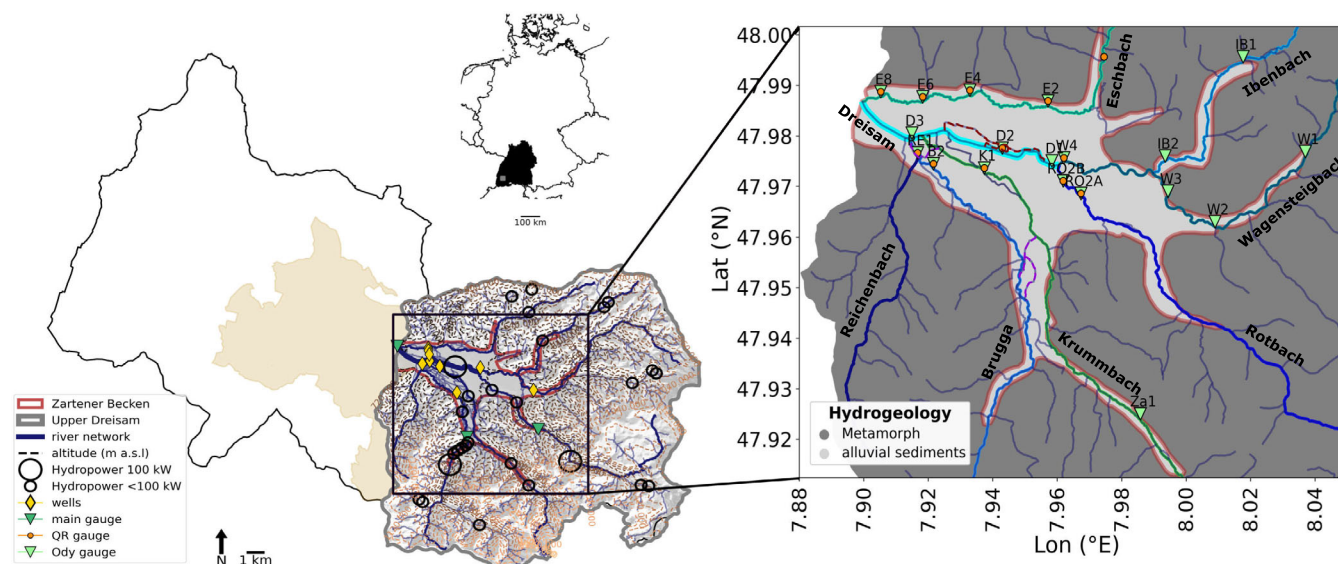 100 km
Zartener Becken
Upper Dreisam
river network
altitude (m a.s.l)
Hydropower 100 kW
Hydropower <100 kW
wells
main gauge
QR gauge
Ody gauge
N 1 km
Lat (°N)
48.00
47.99
47.98
47.97
47.96
47.95
47.94
47.93
47.92
IB1
Ibenbach
Eschbach
E8
E6
E4
E2
Dreisam
D3
D2
W4
IB2
W1
B2
K1
W3
RO2A
W2
Wagensteigbach
Reichenbach
Brugga
Krummbach
Rotbach
Za1
Hydrogeology
Metamorph
alluvial sediments
7.88
7.90
7.92
7.94
7.96
7.98
8.00
8.02
8.04
Lon (°E)